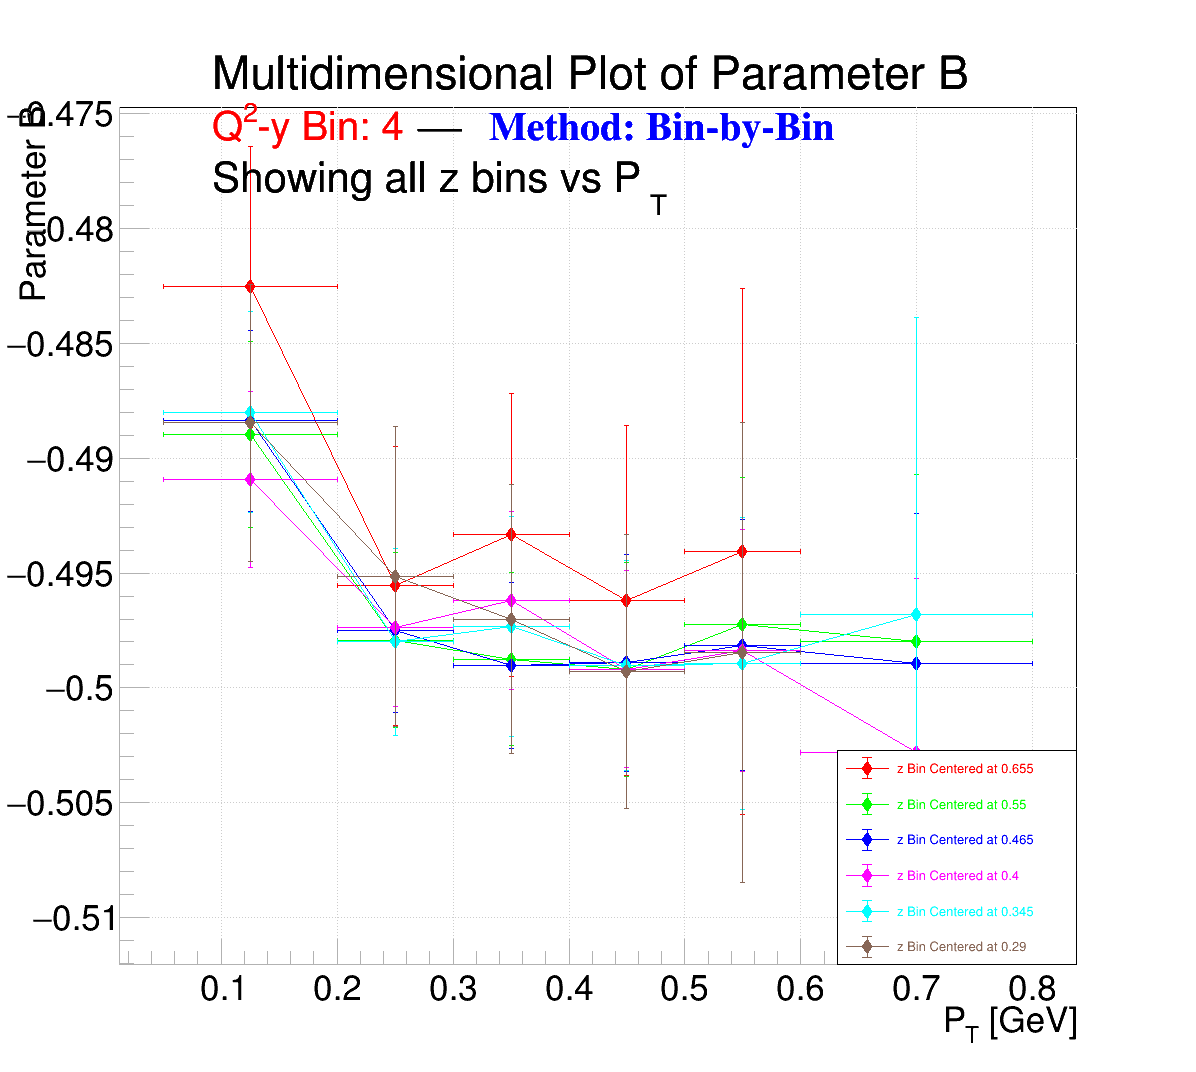 Multidimensional Plot of Parameter B
Q²-y Bin: 4 — Method: Bin-by-Bin
Showing all z bins vs P_T
Parameter B
−0.475
−0.48
−0.485
−0.49
−0.495
−0.5
−0.505
−0.51
z Bin Centered at 0.655
z Bin Centered at 0.55
z Bin Centered at 0.465
z Bin Centered at 0.4
z Bin Centered at 0.345
z Bin Centered at 0.29
0.1 0.2 0.3 0.4 0.5 0.6 0.7 0.8
P_T [GeV]